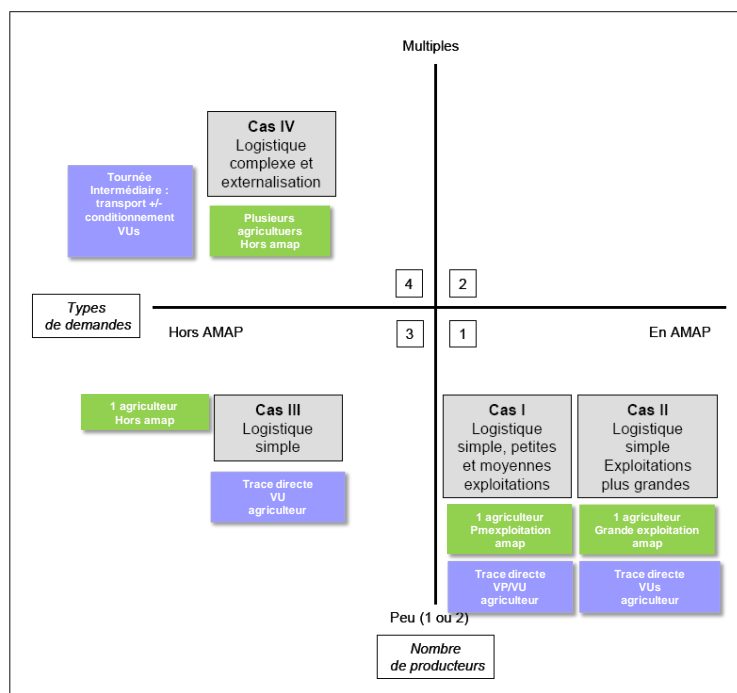 Multiples
Cas IV
Logistique
complexe et
externalisation
Tournée
Intermédiaire :
transport +/-
conditionnement
VUs
Plusieurs
agricultuers
Hors amap
4
2
Types
de demandes
Hors AMAP
3
1
En AMAP
1 agriculteur
Hors amap
Cas III
Logistique
simple
Trace directe
VU
agriculteur
Cas I
Logistique
simple, petites
et moyennes
exploitations
Cas II
Logistique
simple
Exploitations
plus grandes
1 agriculteur
Pmexploitation
amap
1 agriculteur
Grande exploitation
amap
Trace directe
VP/VU
agriculteur
Trace directe
VUs
agriculteur
Peu (1 ou 2)
Nombre
de producteurs